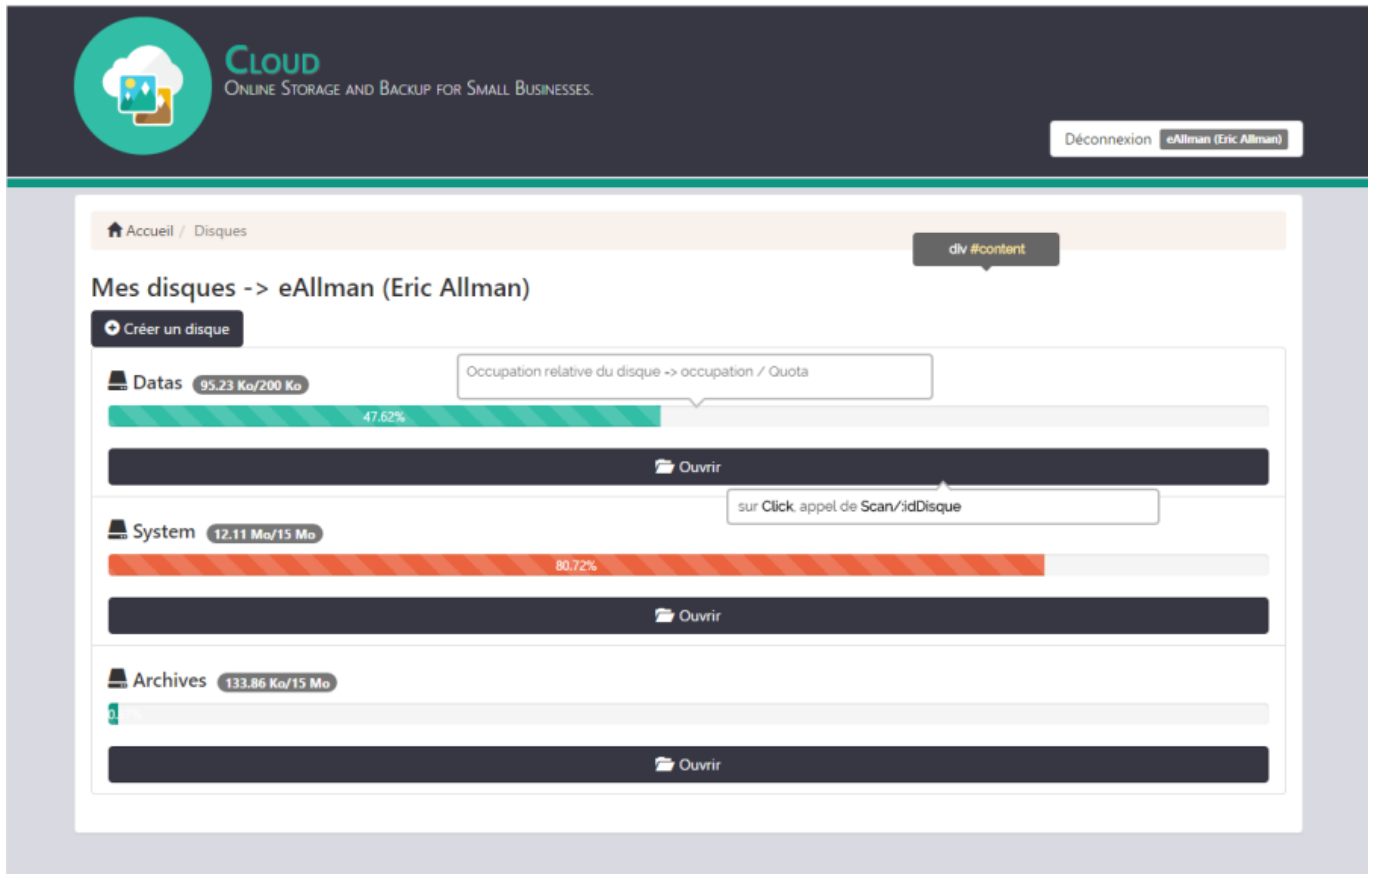 Cloud
Online Storage and Backup for Small Businesses.
Déconnexion eAllman (Eric Allman)
Accueil / Disques
div #content
Mes disques -> eAllman (Eric Allman)
Créer un disque
Datas 95.23 Ko/200 Ko
Occupation relative du disque -> occupation / Quota
47.62%
Ouvrir
sur Click, appel de Scan/:idDisque
System 12.11 Mo/15 Mo
80.72%
Ouvrir
Archives 133.86 Ko/15 Mo
Ouvrir